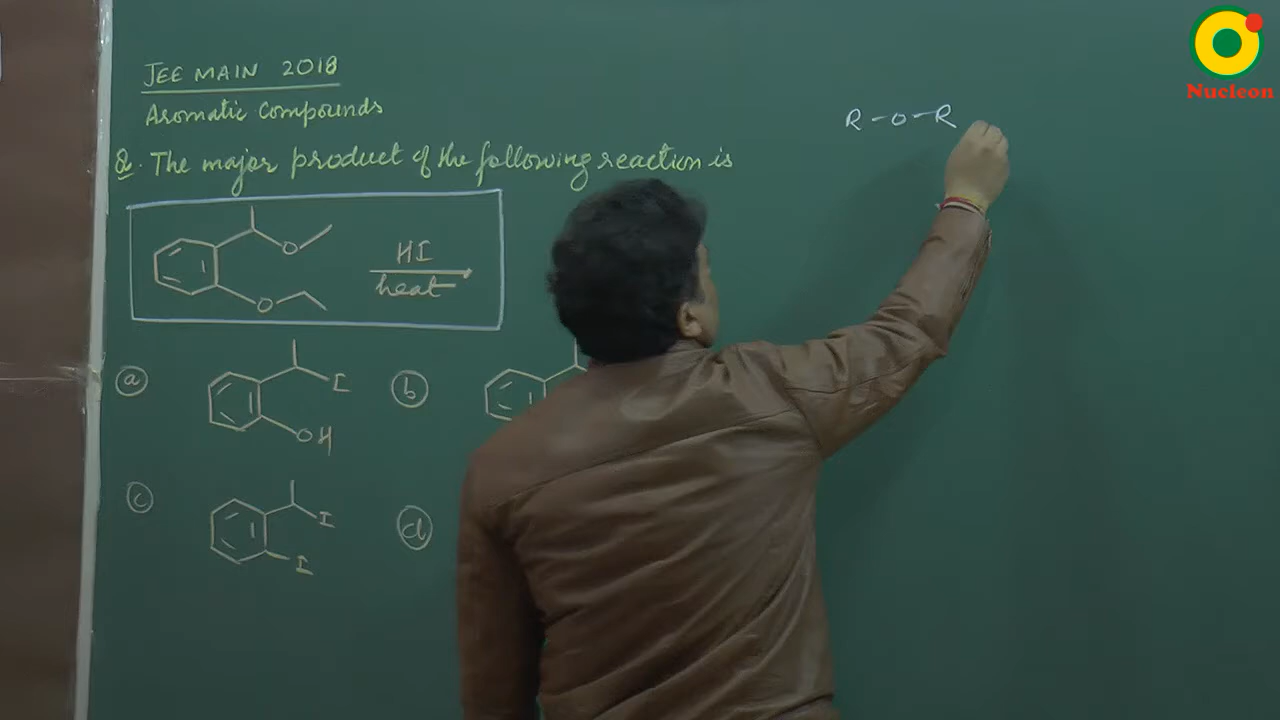 JEE MAIN 2018
Aromatic Compounds
Q. The major product of the following reaction is
R-O-R
O
O
HI
heat
a
I
OH
b
c
I
I
d
Nucleon